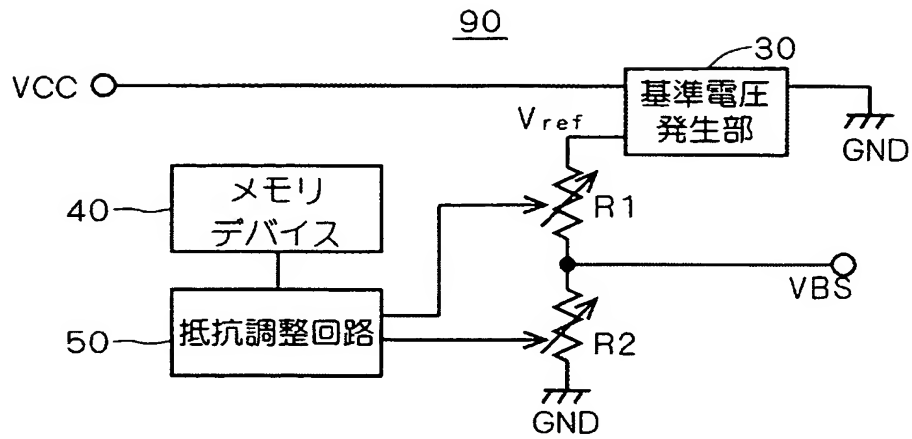 90
30
VCC
基準電圧
発生部
Vref
GND
メモリ
デバイス
40
R1
VBS
抵抗調整回路
50
R2
GND